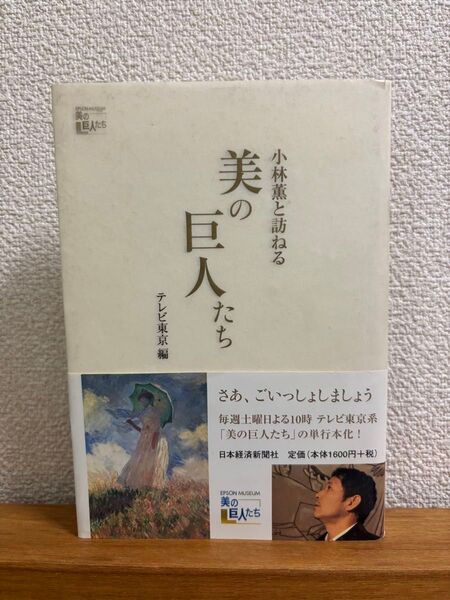 EPSON MUSEUM
美の
巨人たち
小林薫と訪ねる
美の
巨人たち
テレビ東京 編
さあ、ごいっしょしましょう
毎週土曜日よる10時 テレビ東京系
「美の巨人たち」の単行本化！
日本経済新聞社 定価(本体1600円+税)
EPSON MUSEUM
美の
巨人たち